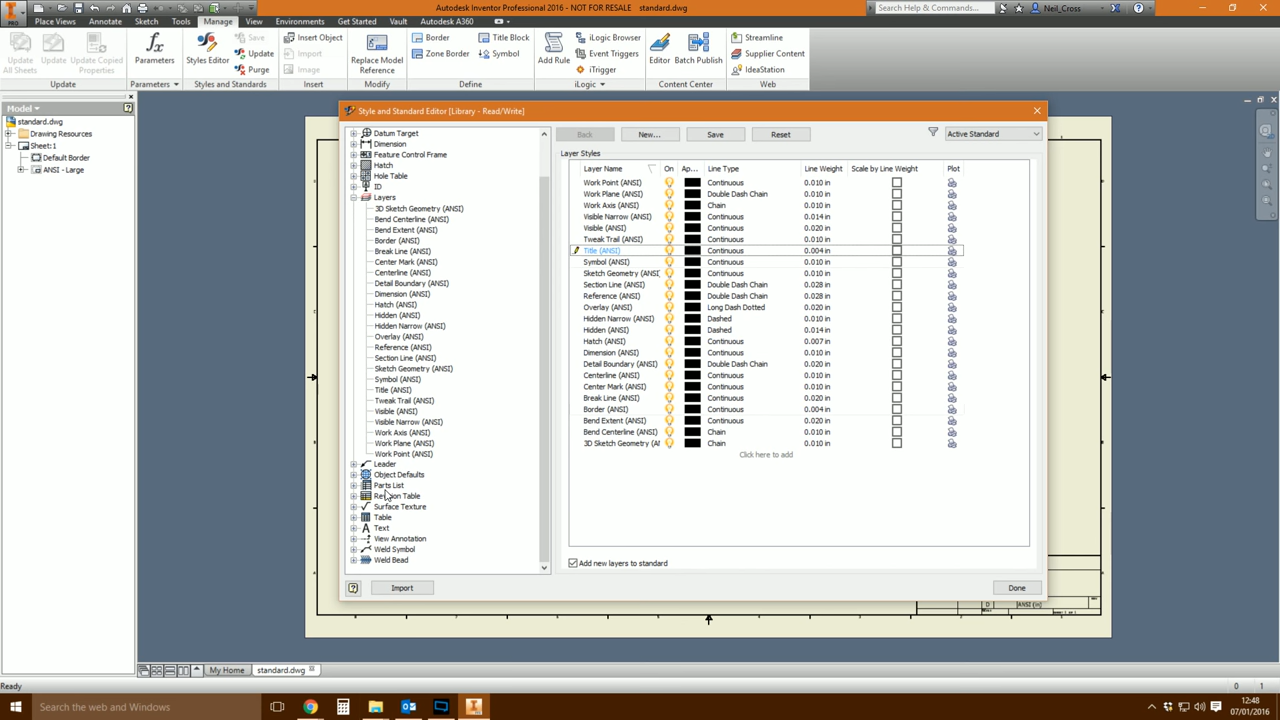 Autodesk Inventor Professional 2016 - NOT FOR RESALE standard.dwg
Search Help & Commands...
Neil_Cross
PRO
Place Views Annotate Sketch Tools Manage View Environments Get Started Vault Autodesk A360
Update All Sheets
Update
Update Copied Properties
Update
Parameters
Parameters
Styles Editor
Save
Update
Purge
Styles and Standards
Insert Object
Import
Image
Insert
Replace Model Reference
Modify
Border
Title Block
Zone Border
Symbol
Define
Add Rule
iLogic Browser
Event Triggers
iTrigger
iLogic
Editor
Batch Publish
Content Center
Streamline
Supplier Content
IdeaStation
Web
Model
standard.dwg
Drawing Resources
Sheet:1
Default Border
ANSI - Large
Style and Standard Editor [Library - Read/Write]
Datum Target
Dimension
Feature Control Frame
Hatch
Hole Table
ID
Layers
3D Sketch Geometry (ANSI)
Bend Centerline (ANSI)
Bend Extent (ANSI)
Border (ANSI)
Break Line (ANSI)
Center Mark (ANSI)
Centerline (ANSI)
Detail Boundary (ANSI)
Dimension (ANSI)
Hatch (ANSI)
Hidden (ANSI)
Hidden Narrow (ANSI)
Overlay (ANSI)
Reference (ANSI)
Section Line (ANSI)
Sketch Geometry (ANSI)
Symbol (ANSI)
Title (ANSI)
Tweak Trail (ANSI)
Visible (ANSI)
Visible Narrow (ANSI)
Work Axis (ANSI)
Work Plane (ANSI)
Work Point (ANSI)
Leader
Object Defaults
Parts List
Revision Table
Surface Texture
Table
Text
View Annotation
Weld Symbol
Weld Bead
Import
Back New... Save Reset Active Standard
Layer Styles
Layer Name On Ap... Line Type Line Weight Scale by Line Weight Plot
Work Point (ANSI) Continuous 0.010 in
Work Plane (ANSI) Double Dash Chain 0.010 in
Work Axis (ANSI) Chain 0.010 in
Visible Narrow (ANSI) Continuous 0.014 in
Visible (ANSI) Continuous 0.020 in
Tweak Trail (ANSI) Continuous 0.010 in
Title (ANSI) Continuous 0.004 in
Symbol (ANSI) Continuous 0.010 in
Sketch Geometry (ANSI) Continuous 0.010 in
Section Line (ANSI) Double Dash Chain 0.028 in
Reference (ANSI) Double Dash Chain 0.028 in
Overlay (ANSI) Long Dash Dotted 0.020 in
Hidden Narrow (ANSI) Dashed 0.010 in
Hidden (ANSI) Dashed 0.014 in
Hatch (ANSI) Continuous 0.007 in
Dimension (ANSI) Continuous 0.010 in
Detail Boundary (ANSI) Double Dash Chain 0.020 in
Centerline (ANSI) Continuous 0.010 in
Center Mark (ANSI) Continuous 0.010 in
Break Line (ANSI) Continuous 0.020 in
Border (ANSI) Continuous 0.004 in
Bend Extent (ANSI) Continuous 0.020 in
Bend Centerline (ANSI) Chain 0.010 in
3D Sketch Geometry (AN Chain 0.010 in
Click here to add
Add new layers to standard
Done
D ANSI (in)
My Home standard.dwg
Ready 0 1
Search the web and Windows
12:48
07/01/2016